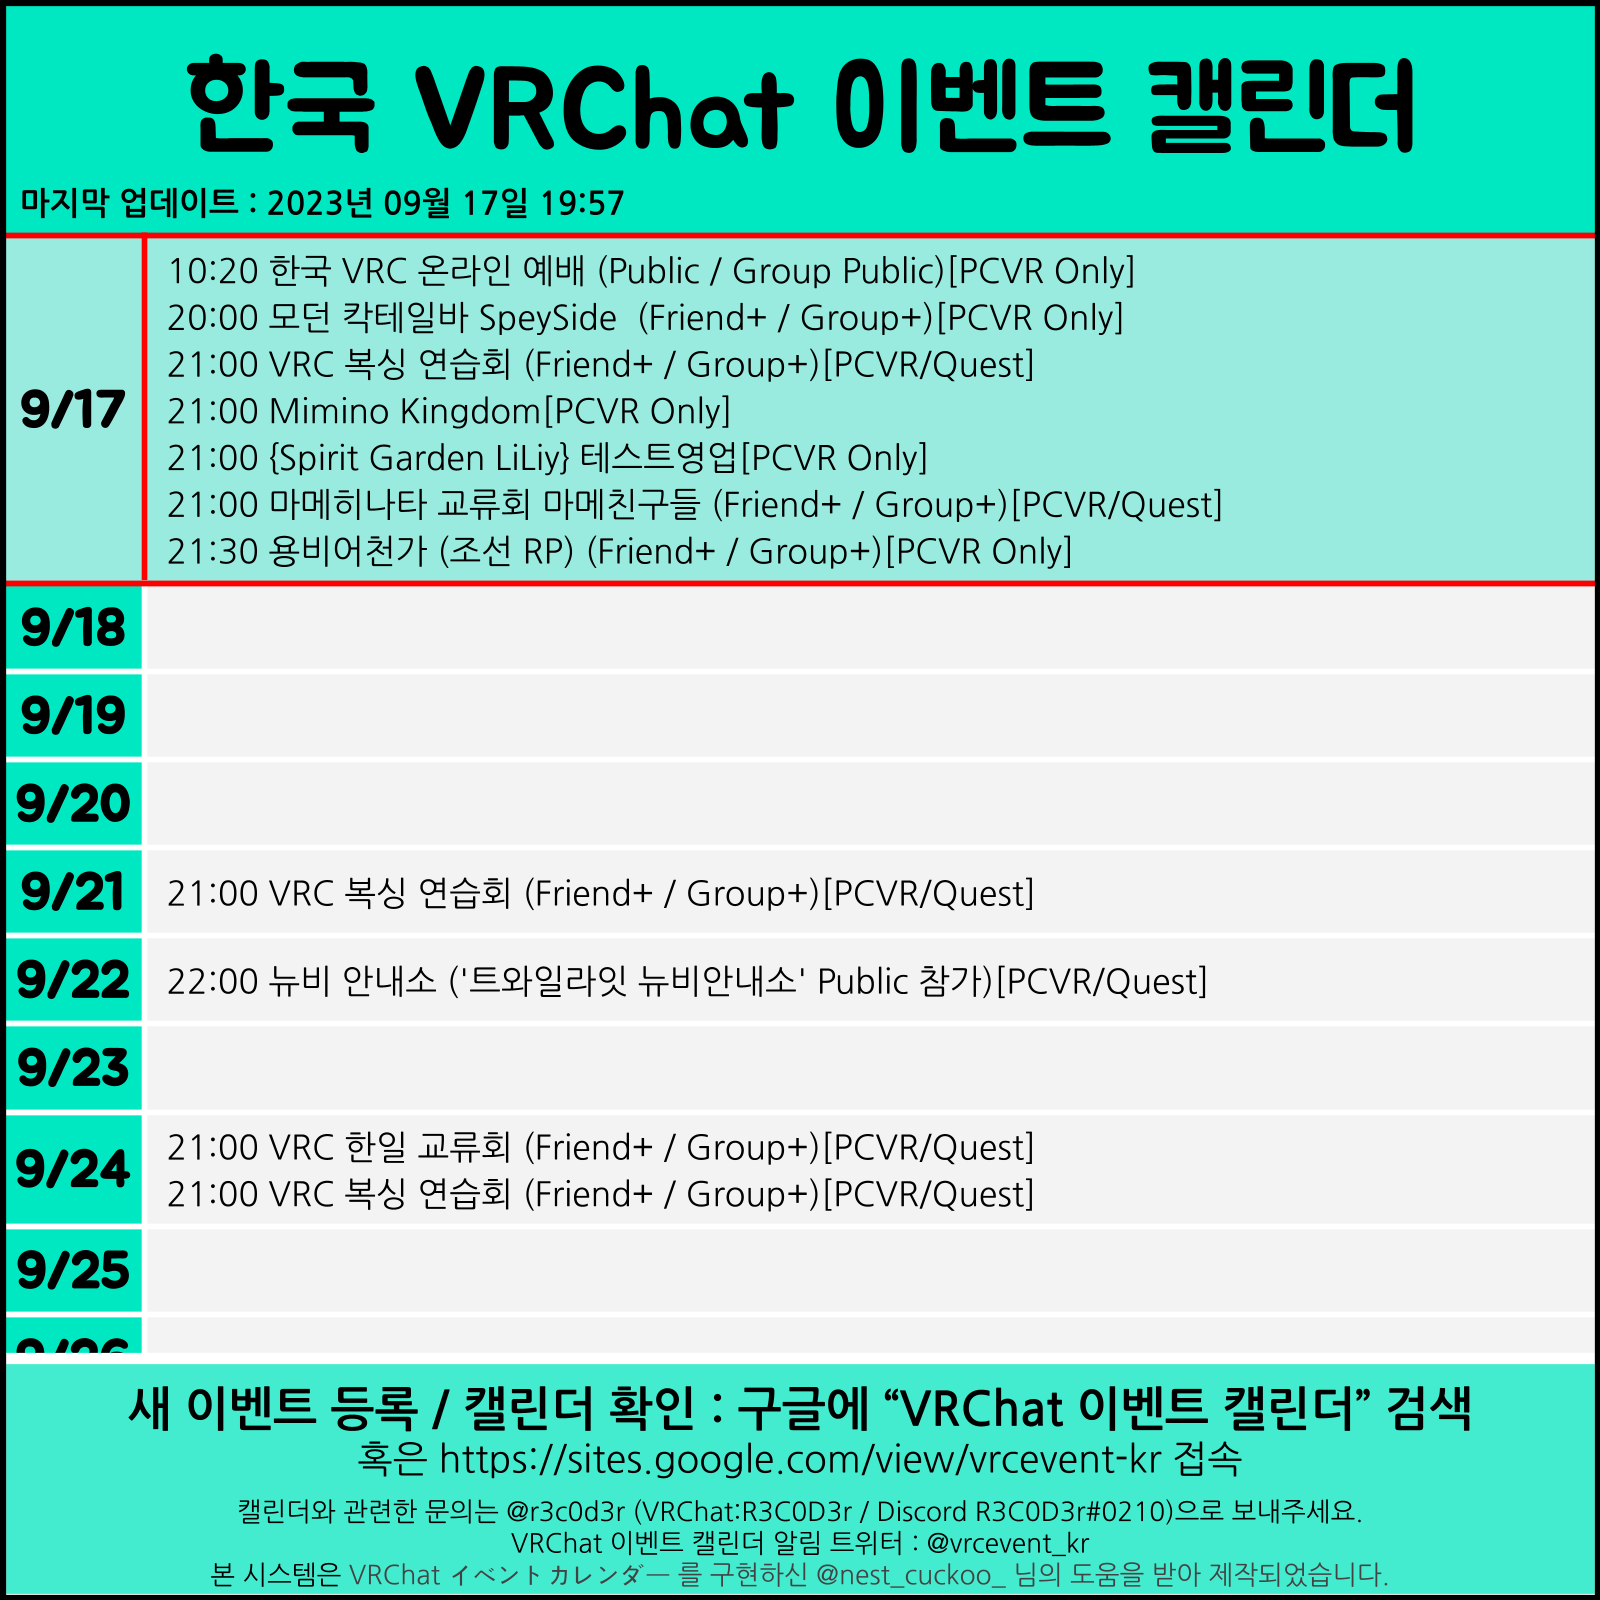 한국 VRChat 이벤트 캘린더
마지막 업데이트 : 2023년 09월 17일 19:57
9/17
10:20 한국 VRC 온라인 예배 (Public / Group Public)[PCVR Only]
20:00 모던 칵테일바 SpeySide  (Friend+ / Group+)[PCVR Only]
21:00 VRC 복싱 연습회 (Friend+ / Group+)[PCVR/Quest]
21:00 Mimino Kingdom[PCVR Only]
21:00 {Spirit Garden LiLiy} 테스트영업[PCVR Only]
21:00 마메히나타 교류회 마메친구들 (Friend+ / Group+)[PCVR/Quest]
21:30 용비어천가 (조선 RP) (Friend+ / Group+)[PCVR Only]
9/18
9/19
9/20
9/21
21:00 VRC 복싱 연습회 (Friend+ / Group+)[PCVR/Quest]
9/22
22:00 뉴비 안내소 ('트와일라잇 뉴비안내소' Public 참가)[PCVR/Quest]
9/23
9/24
21:00 VRC 한일 교류회 (Friend+ / Group+)[PCVR/Quest]
21:00 VRC 복싱 연습회 (Friend+ / Group+)[PCVR/Quest]
9/25
9/26
새 이벤트 등록 / 캘린더 확인 : 구글에 “VRChat 이벤트 캘린더” 검색
혹은 https://sites.google.com/view/vrcevent-kr 접속
캘린더와 관련한 문의는 @r3c0d3r (VRChat:R3C0D3r / Discord R3C0D3r#0210)으로 보내주세요.
VRChat 이벤트 캘린더 알림 트위터 : @vrcevent_kr
본 시스템은 VRChat イベントカレンダー 를 구현하신 @nest_cuckoo_ 님의 도움을 받아 제작되었습니다.